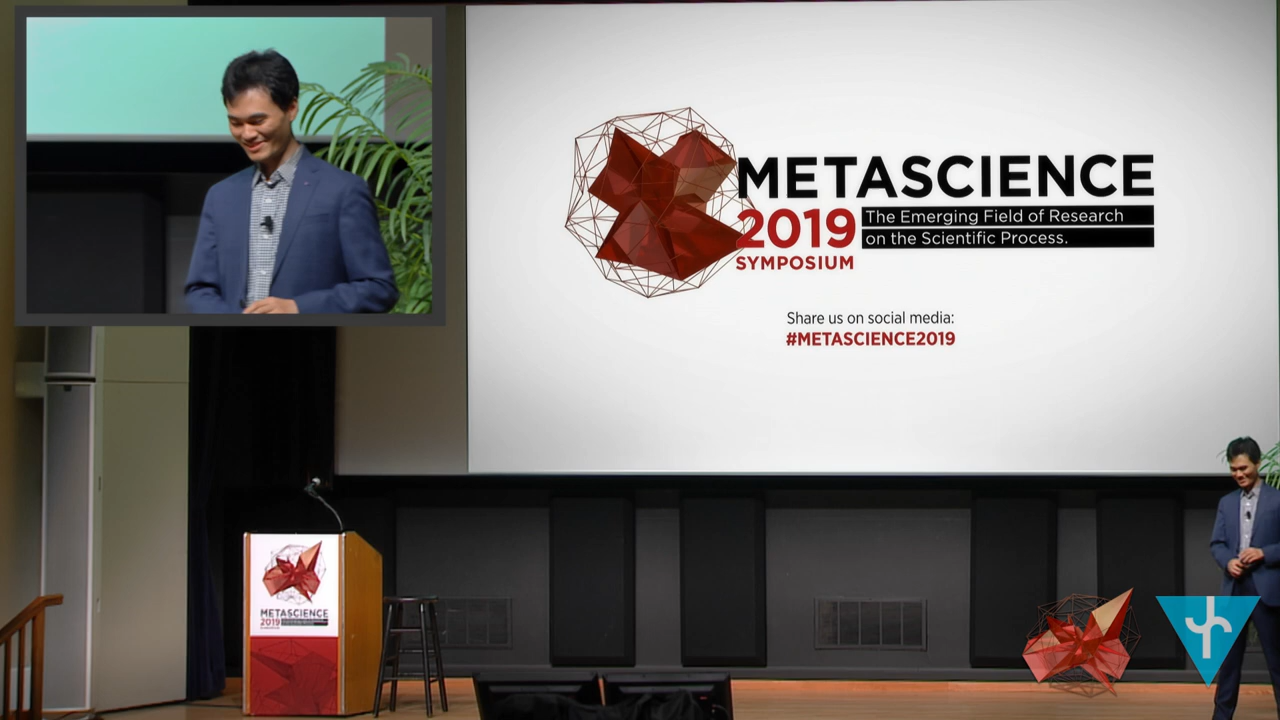 METASCIENCE
2019
The Emerging Field of Research
on the Scientific Process.
SYMPOSIUM
Share us on social media:
#METASCIENCE2019
METASCIENCE
2019